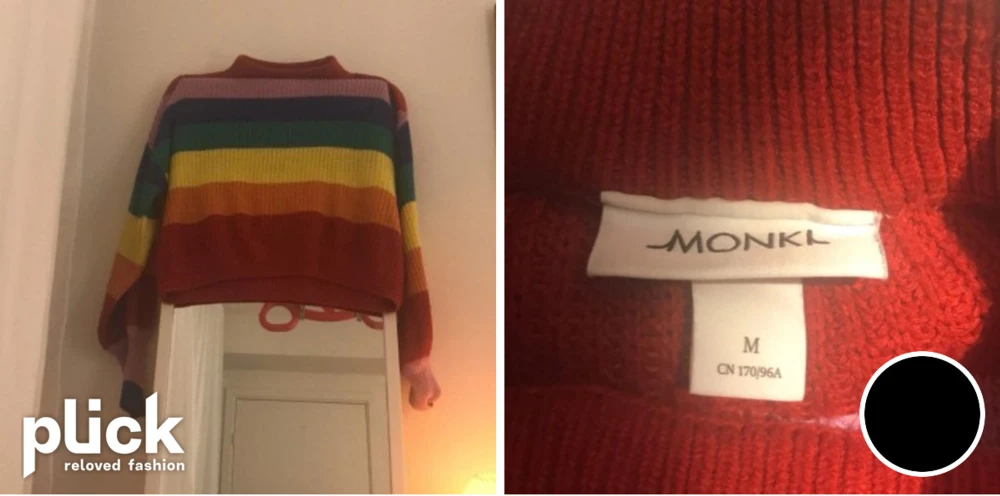 plick
reloved fashion
MONKI
M
CN 170/96A